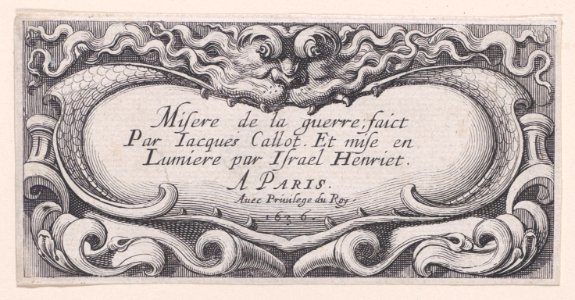 Misere de la guerre, faict
Par Iacques Callot. Et mise en
Lumiere par Israel Henriet.
A PARIS.
Auec Priuilege du Roy.
1636